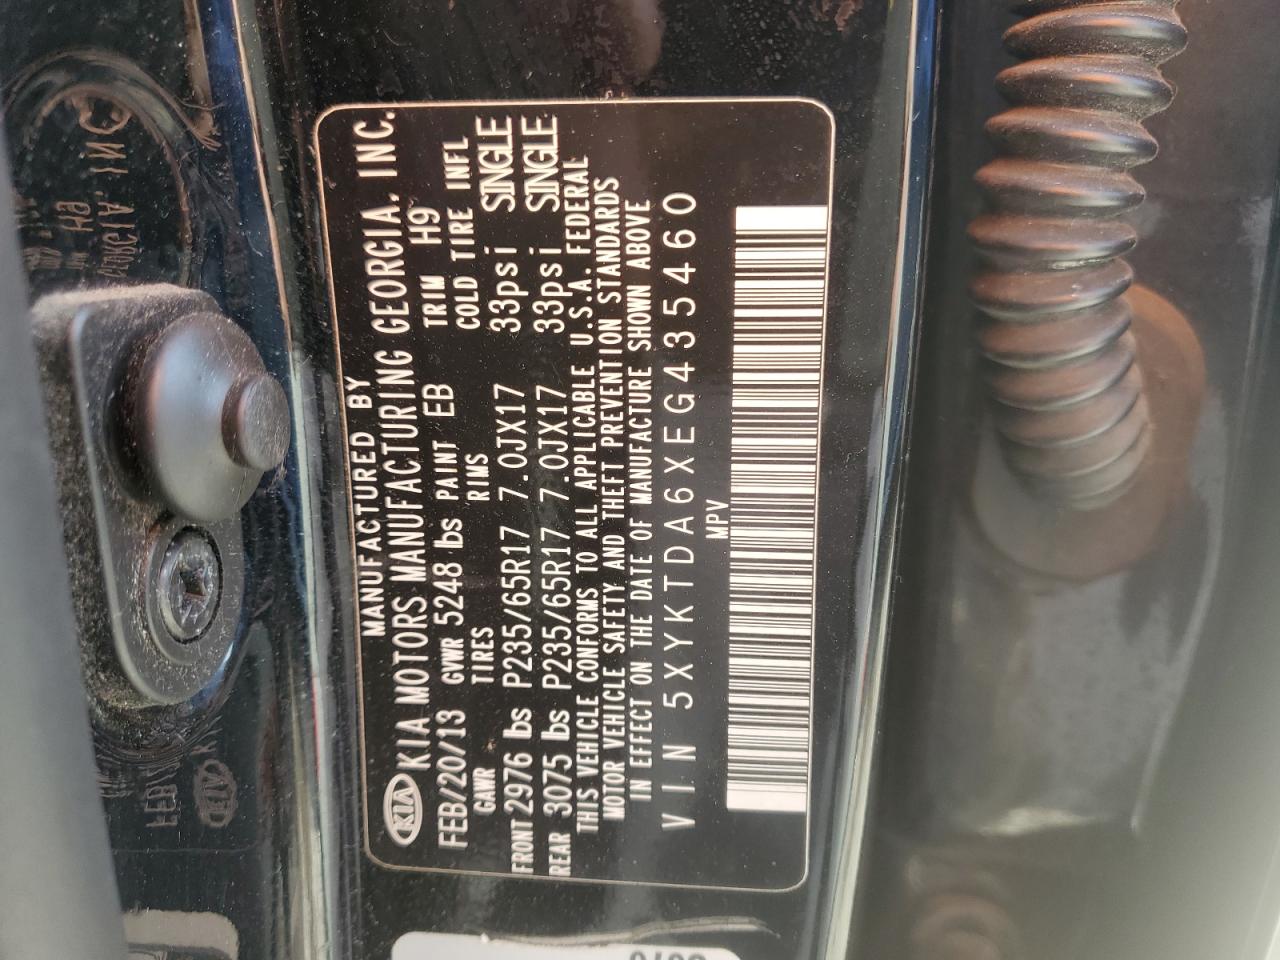 MANUFACTURED BY
KIA KIA MOTORS MANUFACTURING GEORGIA, INC.
FEB/20/13 GVWR 5248 lbs PAINT EB TRIM H9
GAWR TIRES RIMS COLD TIRE INFL
FRONT 2976 lbs P235/65R17 7.0JX17 33psi SINGLE
REAR 3075 lbs P235/65R17 7.0JX17 33psi SINGLE
THIS VEHICLE CONFORMS TO ALL APPLICABLE U.S.A. FEDERAL
MOTOR VEHICLE SAFETY AND THEFT PREVENTION STANDARDS
IN EFFECT ON THE DATE OF MANUFACTURE SHOWN ABOVE
VIN 5XYKTDA6XEG435460
MPV